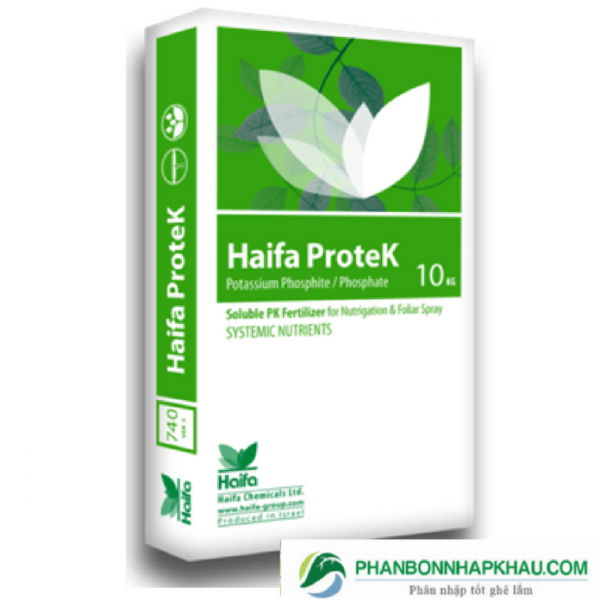 Haifa ProteK
Potassium Phosphite / Phosphate
10 KG
Soluble PK Fertilizer for Nutrigation & Foliar Spray
SYSTEMIC NUTRIENTS
Haifa
Haifa Chemicals Ltd.
www.haifa-group.com
Produced in Israel
Haifa ProteK
740
Haifa
PHANBONNHAPKHAU.COM
Phân nhập tốt ghê lắm